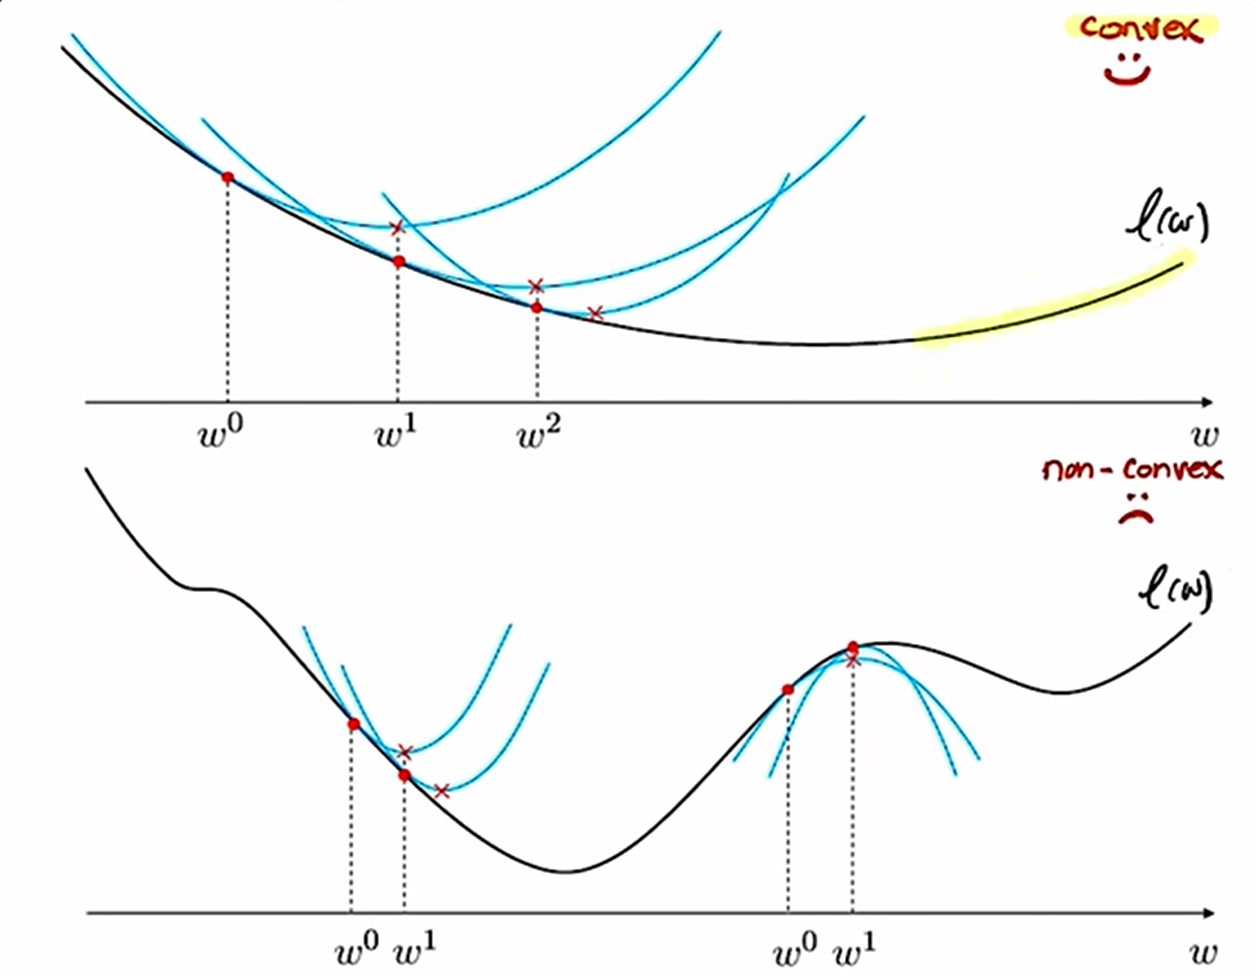 convex
l(w)
w⁰ w¹ w² w
non-convex
l(w)
w⁰ w¹ w⁰ w¹ w